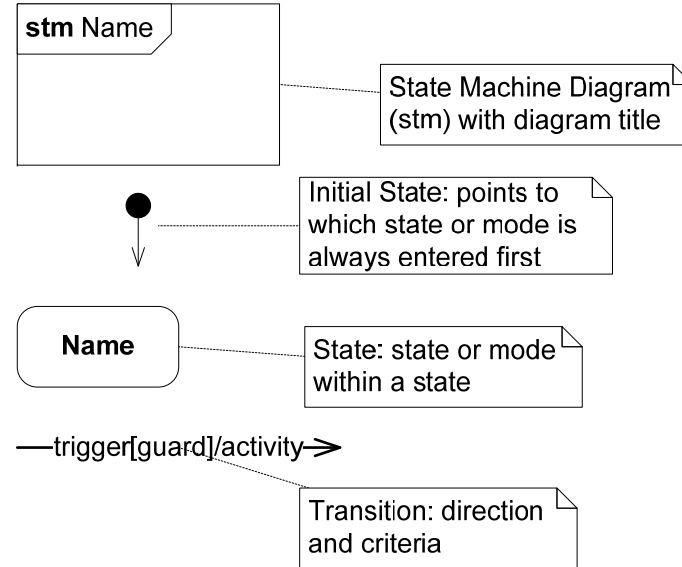 stm Name
State Machine Diagram
(stm) with diagram title
Initial State: points to
which state or mode is
always entered first
Name
State: state or mode
within a state
trigger[guard]/activity
Transition: direction
and criteria